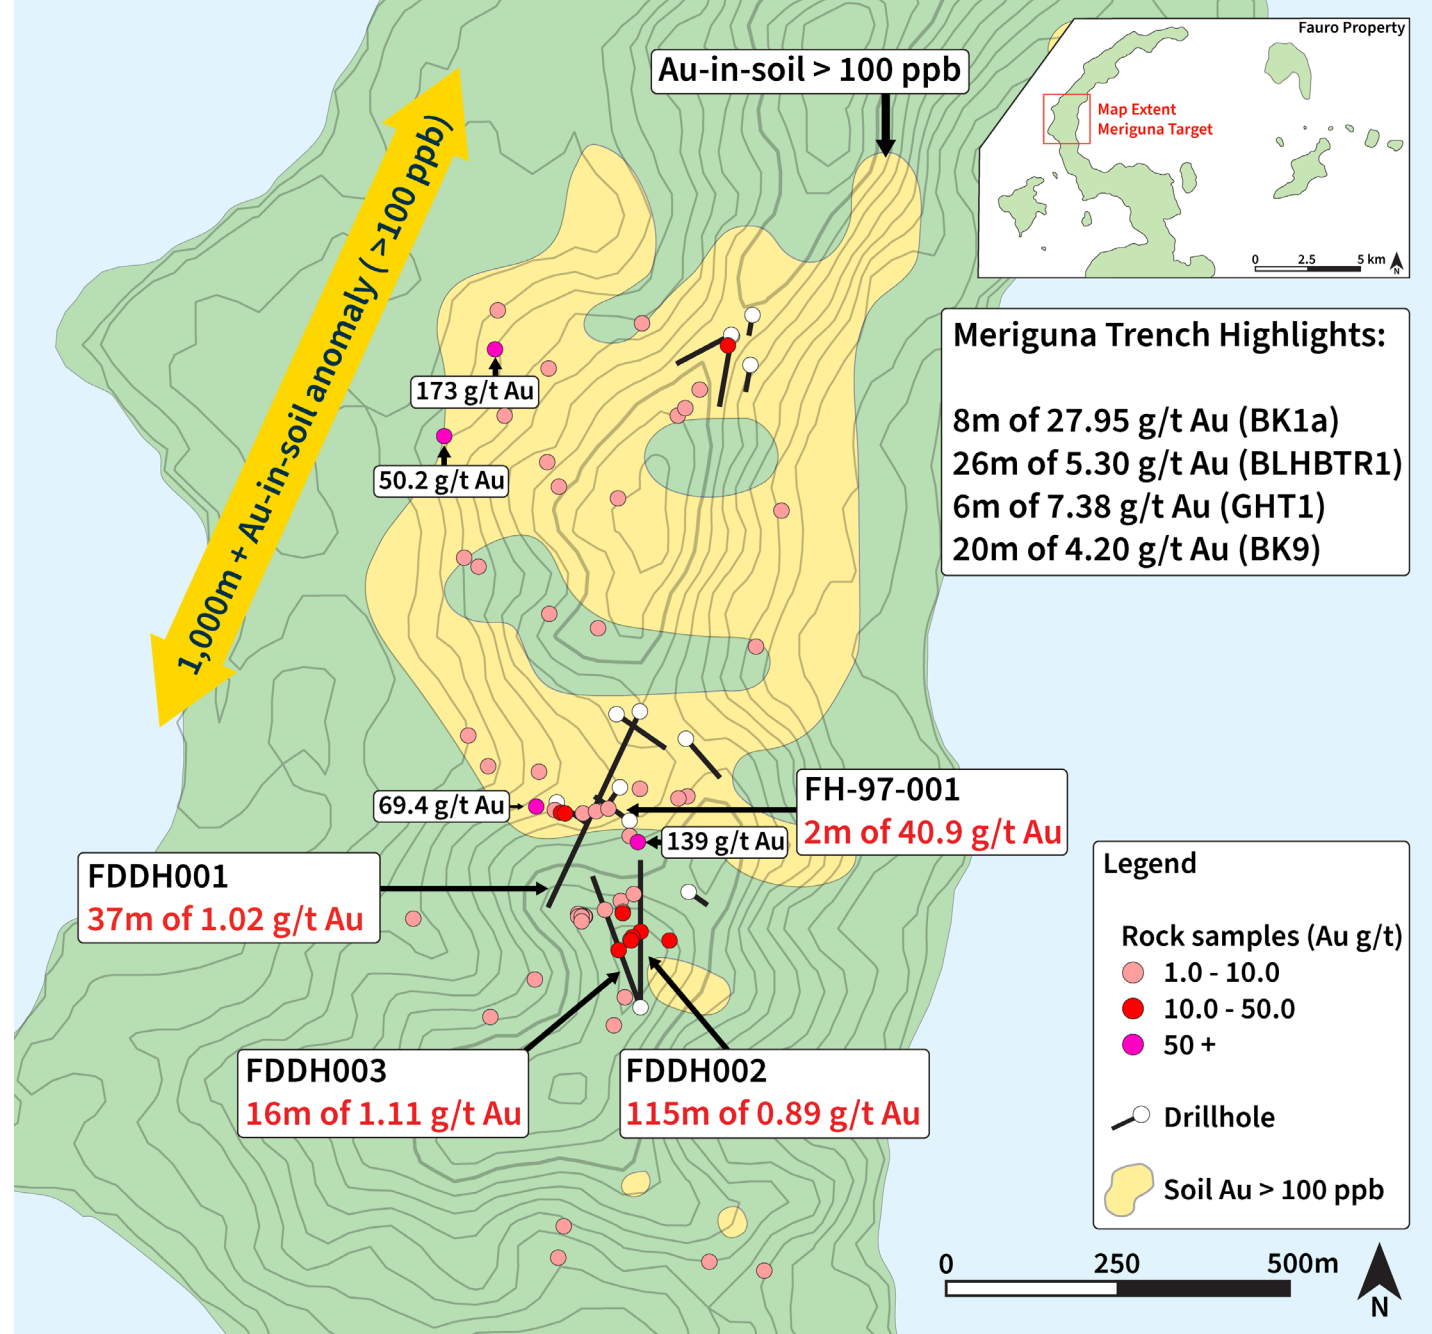 Au-in-soil > 100 ppb
Fauro Property
Map Extent
Meriguna Target
0 2.5 5 km
N
1,000m + Au-in-soil anomaly ( >100 ppb)
Meriguna Trench Highlights:
8m of 27.95 g/t Au (BK1a)
26m of 5.30 g/t Au (BLHBTR1)
6m of 7.38 g/t Au (GHT1)
20m of 4.20 g/t Au (BK9)
173 g/t Au
50.2 g/t Au
69.4 g/t Au
FH-97-001
2m of 40.9 g/t Au
139 g/t Au
FDDH001
37m of 1.02 g/t Au
FDDH003
16m of 1.11 g/t Au
FDDH002
115m of 0.89 g/t Au
Legend
Rock samples (Au g/t)
1.0 - 10.0
10.0 - 50.0
50 +
Drillhole
Soil Au > 100 ppb
0 250 500m
N